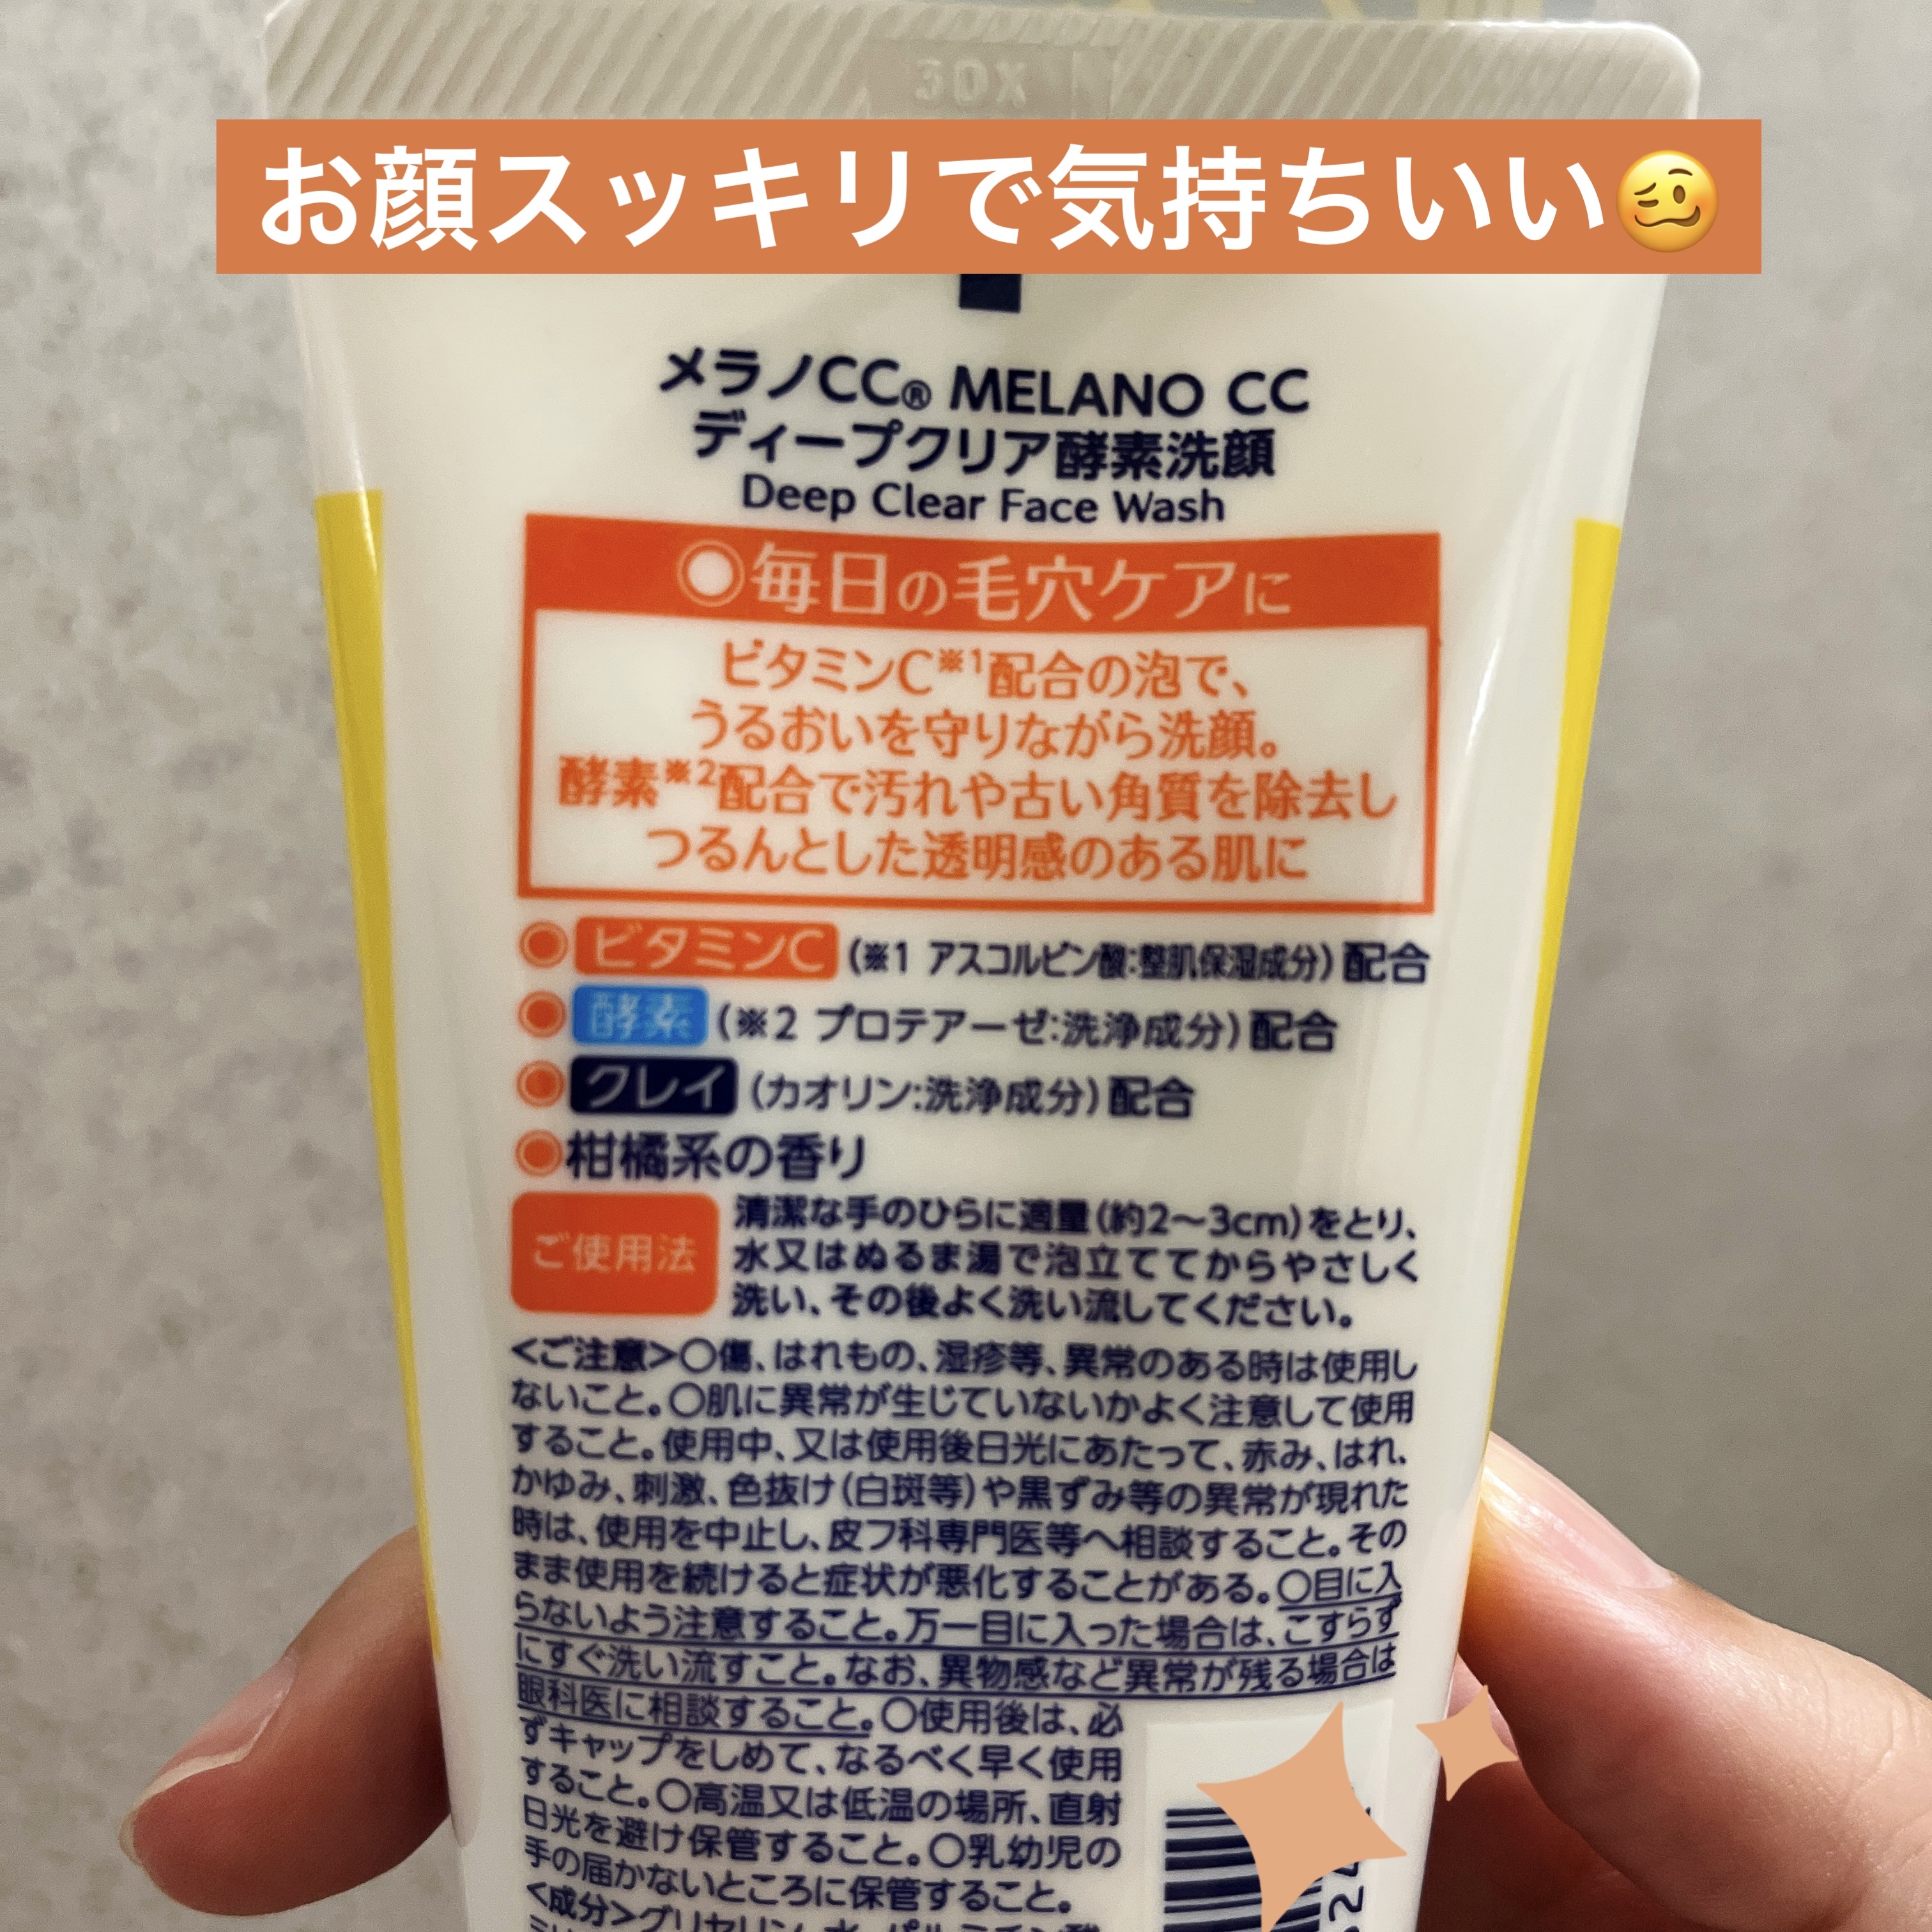 お顔スッキリで気持ちいい🥴
メラノCC® MELANO CC
ディープクリア酵素洗顔
Deep Clear Face Wash
◉毎日の毛穴ケアに
ビタミンC※1配合の泡で、
うるおいを守りながら洗顔。
酵素※2配合で汚れや古い角質を除去し
つるんとした透明感のある肌に
◉ビタミンC(※1 アスコルビン酸:整肌保湿成分)配合
◉酵素(※2 プロテアーゼ:洗浄成分)配合
◉クレイ(カオリン:洗浄成分)配合
◉柑橘系の香り
ご使用法
清潔な手のひらに適量(約2〜3cm)をとり、
水又はぬるま湯で泡立ててからやさしく
洗い、その後よく洗い流してください。
<ご注意>○傷、はれもの、湿疹等、異常のある時は使用し
ないこと。○肌に異常が生じていないかよく注意して使用
すること。使用中、又は使用後日光にあたって、赤み、はれ、
かゆみ、刺激、色抜け(白斑等)や黒ずみ等の異常が現れた
時は、使用を中止し、皮フ科専門医等へ相談すること。その
まま使用を続けると症状が悪化することがある。○目に入
らないよう注意すること。万一目に入った場合は、こすらず
にすぐ洗い流すこと。なお、異物感など異常が残る場合は
眼科医に相談すること。○使用後は、必
ずキャップをしめて、なるべく早く使用
すること。○高温又は低温の場所、直射
日光を避け保管すること。○乳幼児の
手の届かないところに保管すること。
<成分>グリセリン、水、パルミチン酸、